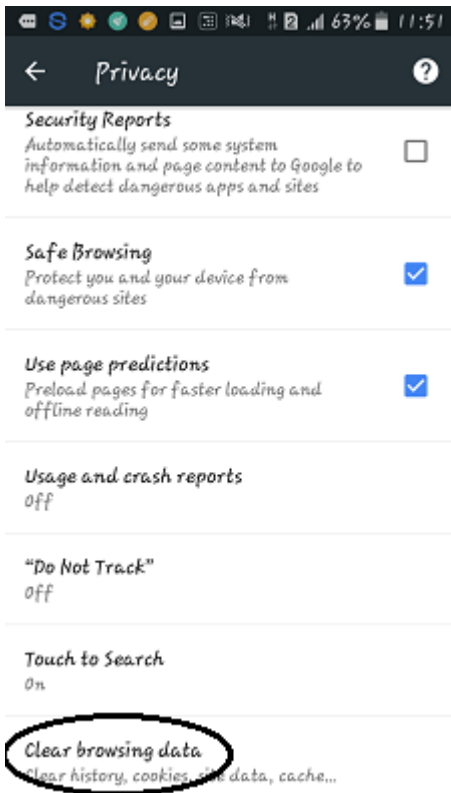 63% 11:51
Privacy
Security Reports
Automatically send some system
information and page content to Google to
help detect dangerous apps and sites
Safe Browsing
Protect you and your device from
dangerous sites
Use page predictions
Preload pages for faster loading and
offline reading
Usage and crash reports
Off
“Do Not Track”
Off
Touch to Search
On
Clear browsing data
Clear history, cookies, site data, cache...